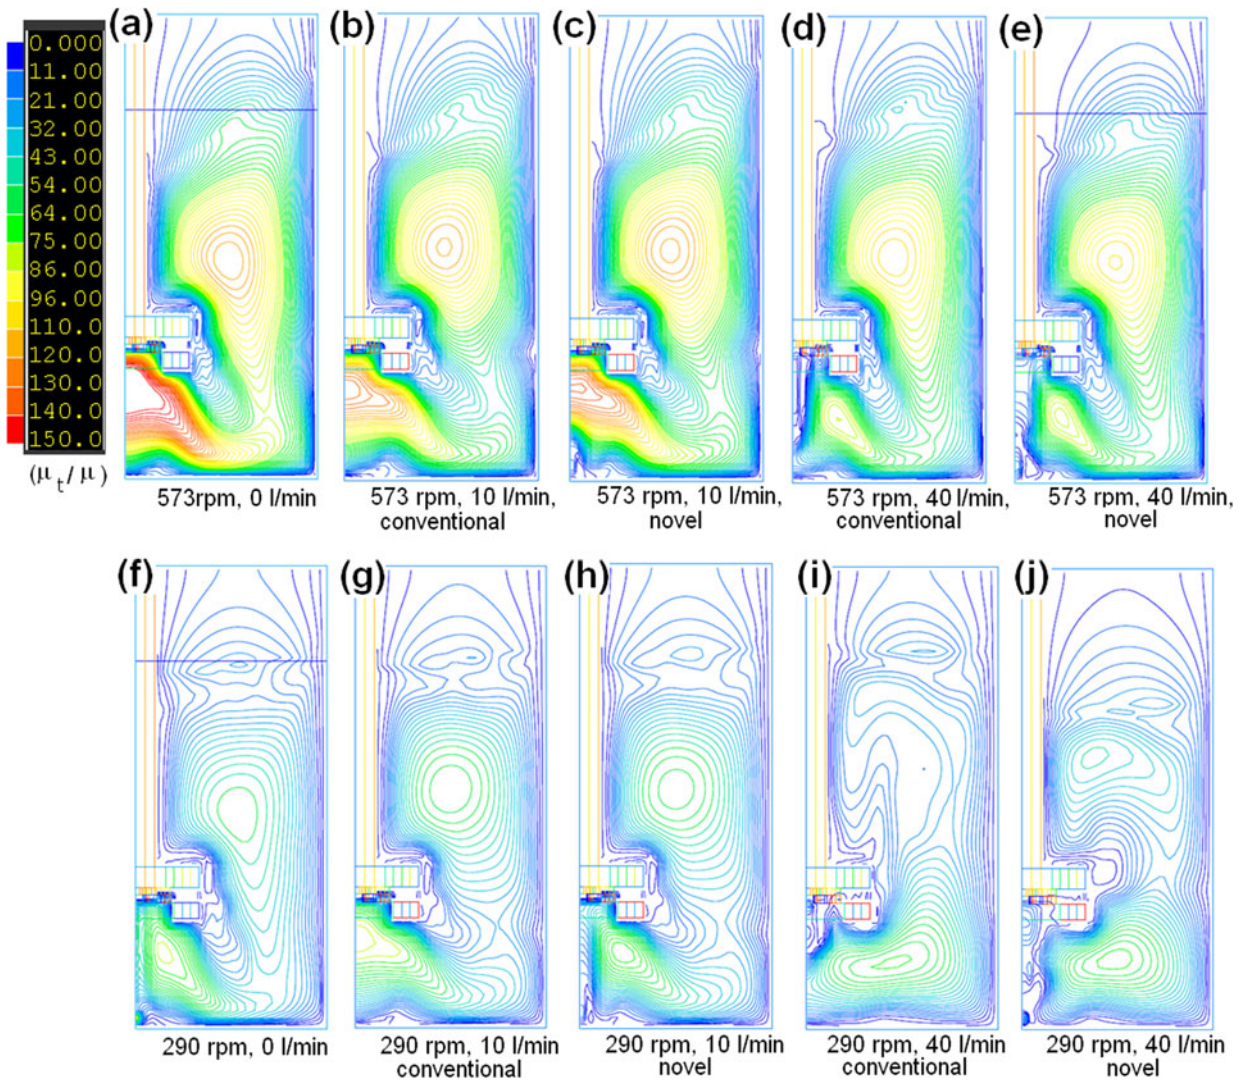 (a) (b) (c) (d) (e)
0.000
11.00
21.00
32.00
43.00
54.00
64.00
75.00
86.00
96.00
110.0
120.0
130.0
140.0
150.0
(μt/μ)
573rpm, 0 l/min
573 rpm, 10 l/min,
conventional
573 rpm, 10 l/min,
novel
573 rpm, 40 l/min,
conventional
573 rpm, 40 l/min,
novel
(f) (g) (h) (i) (j)
290 rpm, 0 l/min
290 rpm, 10 l/min
conventional
290 rpm, 10 l/min
novel
290 rpm, 40 l/min
conventional
290 rpm, 40 l/min
novel